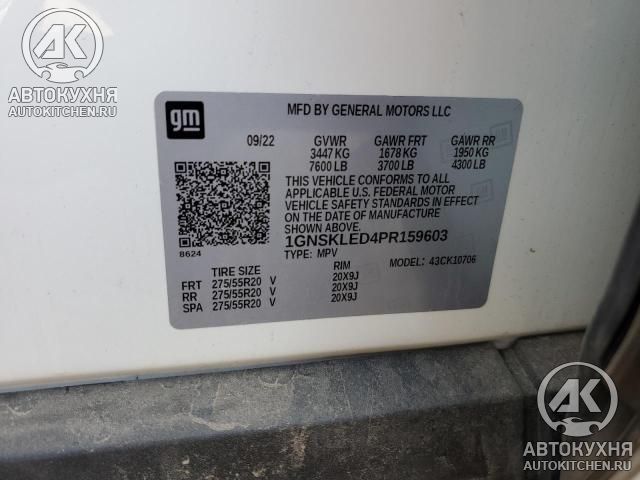 AK
АВТОКУХНЯ
AUTOKITCHEN.RU
gm
MFD BY GENERAL MOTORS LLC
09/22 GVWR GAWR FRT GAWR RR
3447 KG 1678 KG 1950 KG
7600 LB 3700 LB 4300 LB
THIS VEHICLE CONFORMS TO ALL
APPLICABLE U.S. FEDERAL MOTOR
VEHICLE SAFETY STANDARDS IN EFFECT
ON THE DATE OF MANUFACTURE
SHOWN ABOVE.
1GNSKLED4PR159603
8624
TYPE: MPV MODEL: 43CK10706
TIRE SIZE RIM
FRT 275/55R20 V 20X9J
RR 275/55R20 V 20X9J
SPA 275/55R20 V 20X9J
AK
АВТОКУХНЯ
AUTOKITCHEN.RU